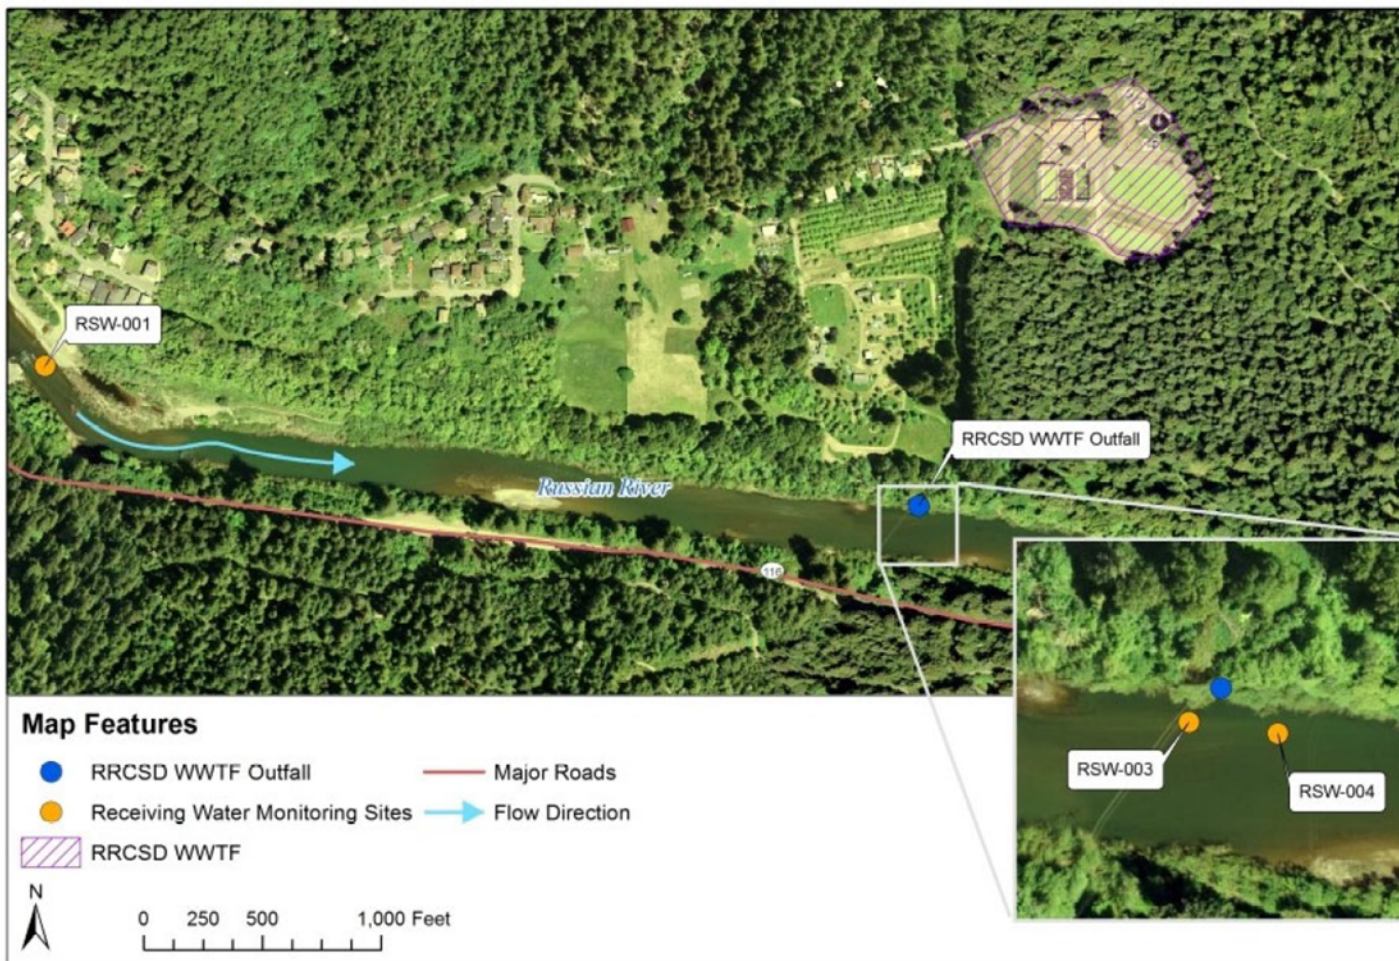 RSW-001
RRCSD WWTF Outfall
Russian River
116
RSW-003
RSW-004
Map Features
RRCSD WWTF Outfall
Major Roads
Receiving Water Monitoring Sites
Flow Direction
RRCSD WWTF
N
0 250 500 1,000 Feet